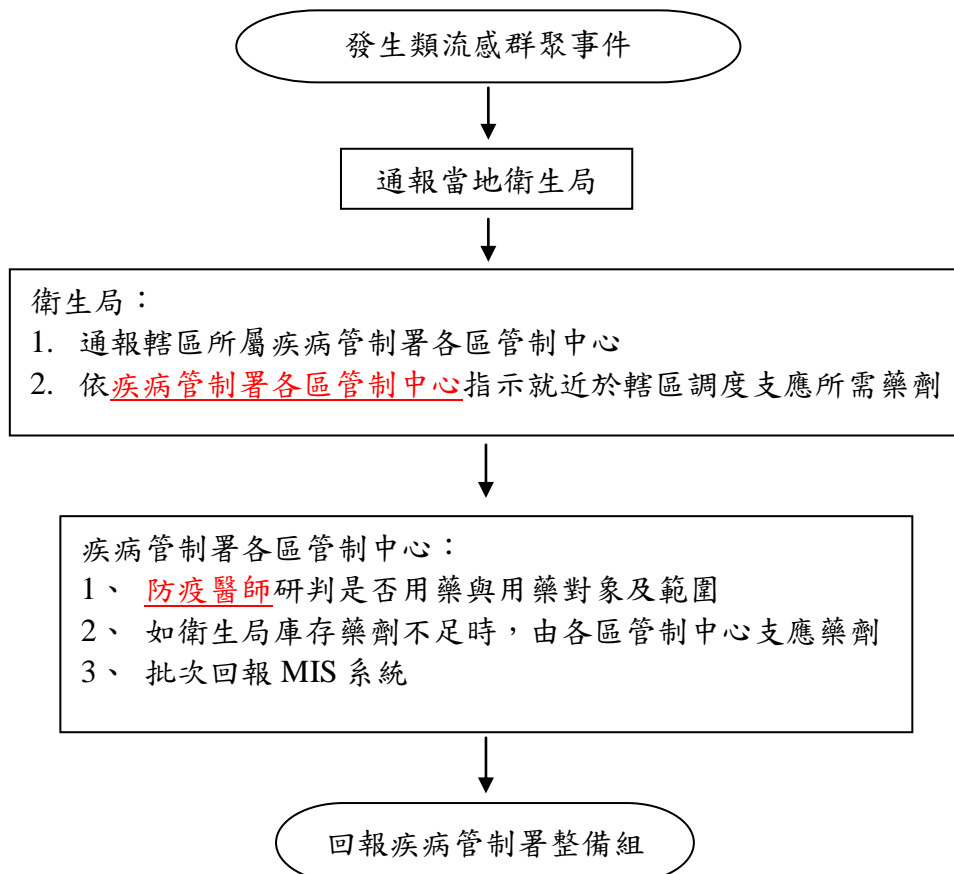 發生類流感群聚事件
通報當地衛生局
衛生局：
1. 通報轄區所屬疾病管制署各區管制中心
2. 依疾病管制署各區管制中心指示就近於轄區調度支應所需藥劑
疾病管制署各區管制中心：
1、 防疫醫師研判是否用藥與用藥對象及範圍
2、 如衛生局庫存藥劑不足時，由各區管制中心支應藥劑
3、 批次回報 MIS 系統
回報疾病管制署整備組